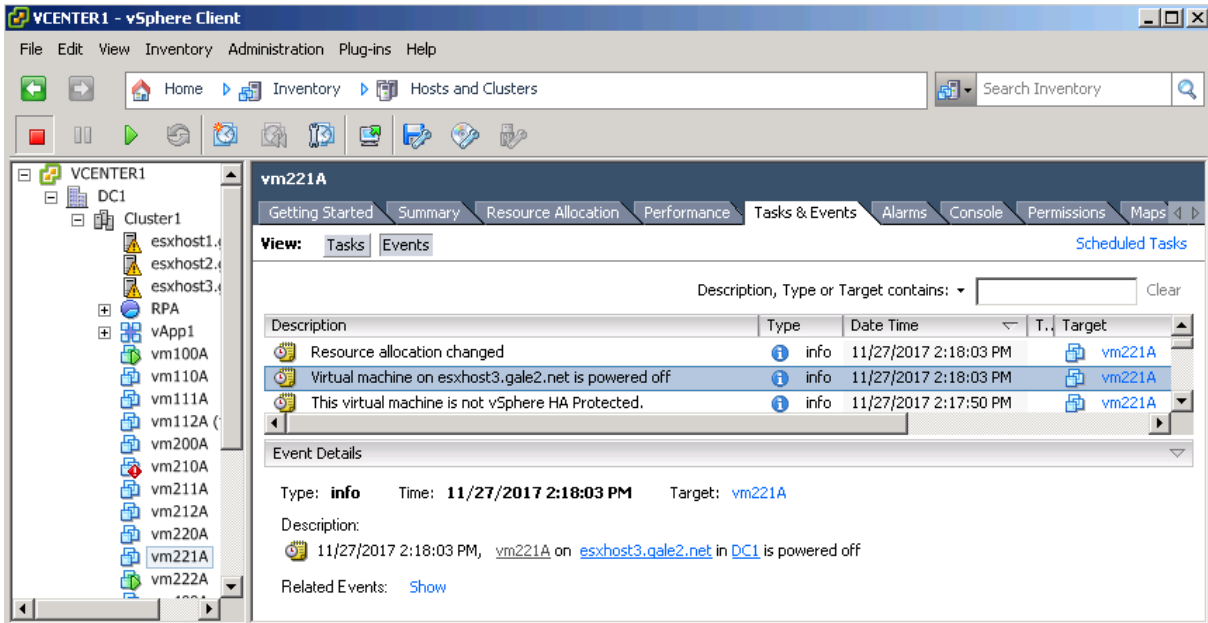 VCENTER1 - vSphere Client
File Edit View Inventory Administration Plug-ins Help
Home Inventory Hosts and Clusters Search Inventory
VCENTER1
DC1
Cluster1
esxhost1.
esxhost2.
esxhost3.
RPA
vApp1
vm100A
vm110A
vm111A
vm112A (
vm200A
vm210A
vm211A
vm212A
vm220A
vm221A
vm222A
vm221A
Getting Started Summary Resource Allocation Performance Tasks & Events Alarms Console Permissions Maps
View: Tasks Events Scheduled Tasks
Description, Type or Target contains: Clear
Description Type Date Time T.. Target
Resource allocation changed info 11/27/2017 2:18:03 PM vm221A
Virtual machine on esxhost3.gale2.net is powered off info 11/27/2017 2:18:03 PM vm221A
This virtual machine is not vSphere HA Protected. info 11/27/2017 2:17:50 PM vm221A
Event Details
Type: info Time: 11/27/2017 2:18:03 PM Target: vm221A
Description:
11/27/2017 2:18:03 PM, vm221A on esxhost3.gale2.net in DC1 is powered off
Related Events: Show